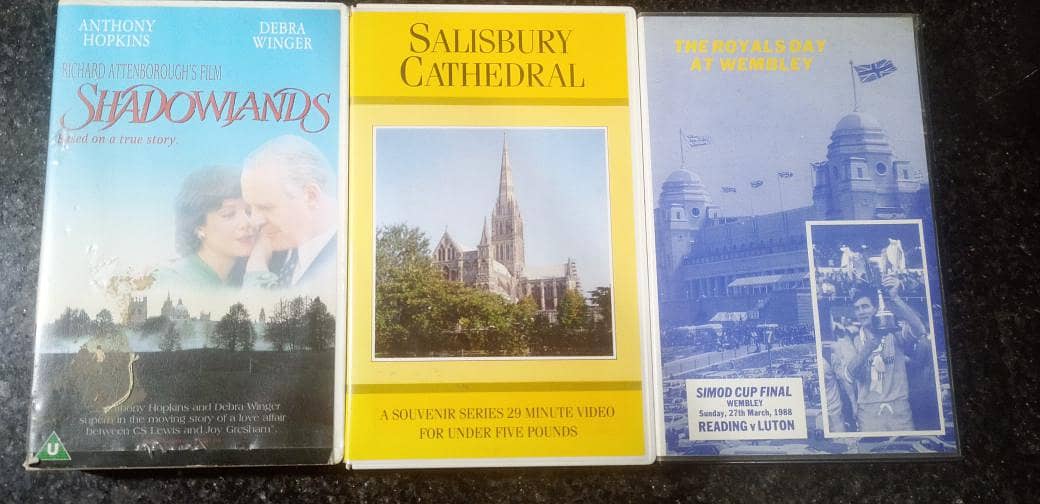 ANTHONY
HOPKINS
DEBRA
WINGER
RICHARD ATTENBOROUGH'S FILM
SHADOWLANDS
Based on a true story.
Anthony Hopkins and Debra Winger
superb in the moving story of a love affair
between CS Lewis and Joy Gresham".
U
SALISBURY
CATHEDRAL
A SOUVENIR SERIES 29 MINUTE VIDEO
FOR UNDER FIVE POUNDS
THE ROYALS DAY
AT WEMBLEY
SIMOD CUP FINAL
WEMBLEY
Sunday, 27th March, 1988
READING v LUTON